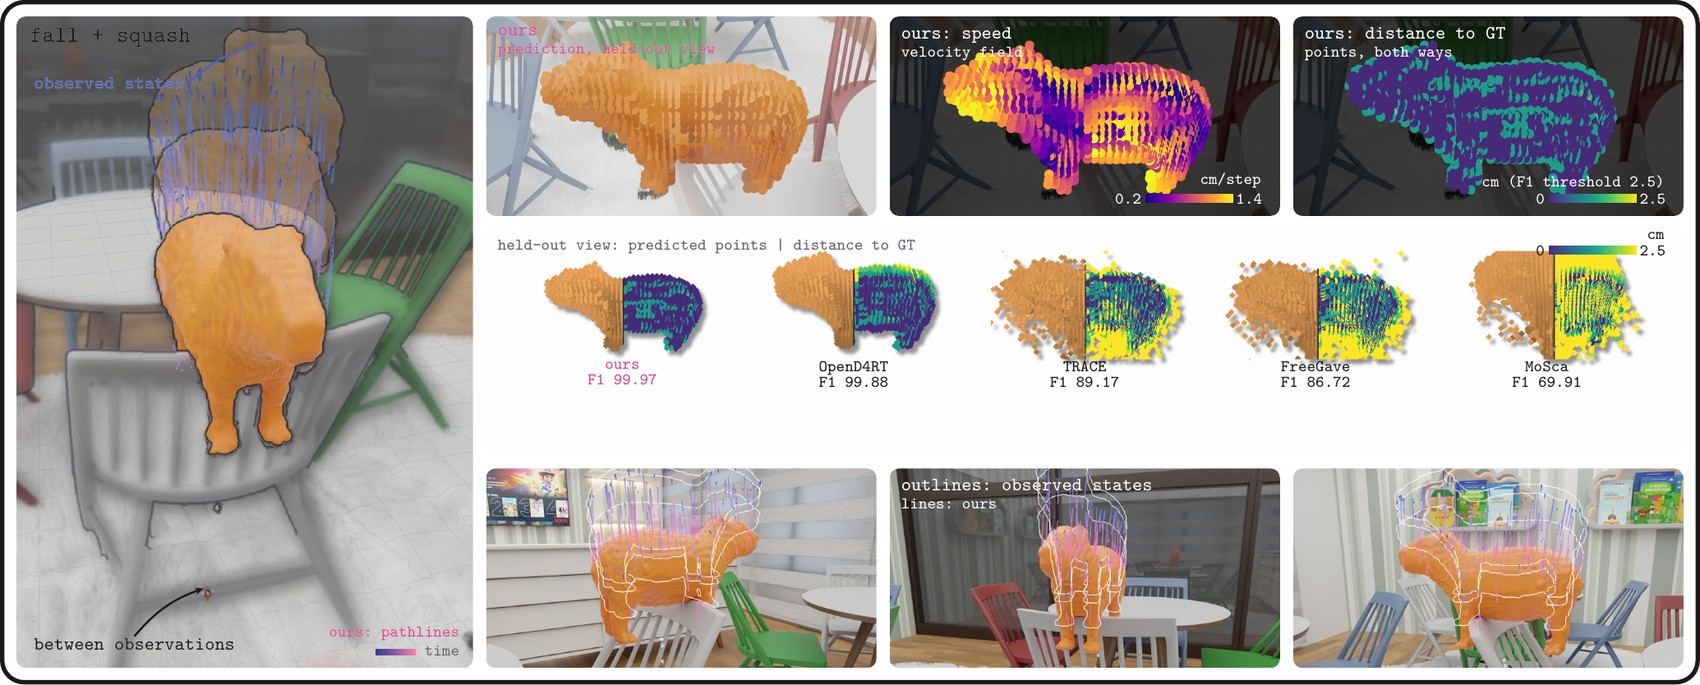 fall + squash
observed states
between observations
ours: pathlines
time
ours
prediction, held-out view
ours: speed
velocity field
cm/step
0.2 1.4
ours: distance to GT
points, both ways
cm (F1 threshold 2.5)
0 2.5
held-out view: predicted points | distance to GT
cm
0 2.5
ours
F1 99.97
OpenD4RT
F1 99.88
TRACE
F1 89.17
FreeGave
F1 86.72
MoSca
F1 69.91
outlines: observed states
lines: ours